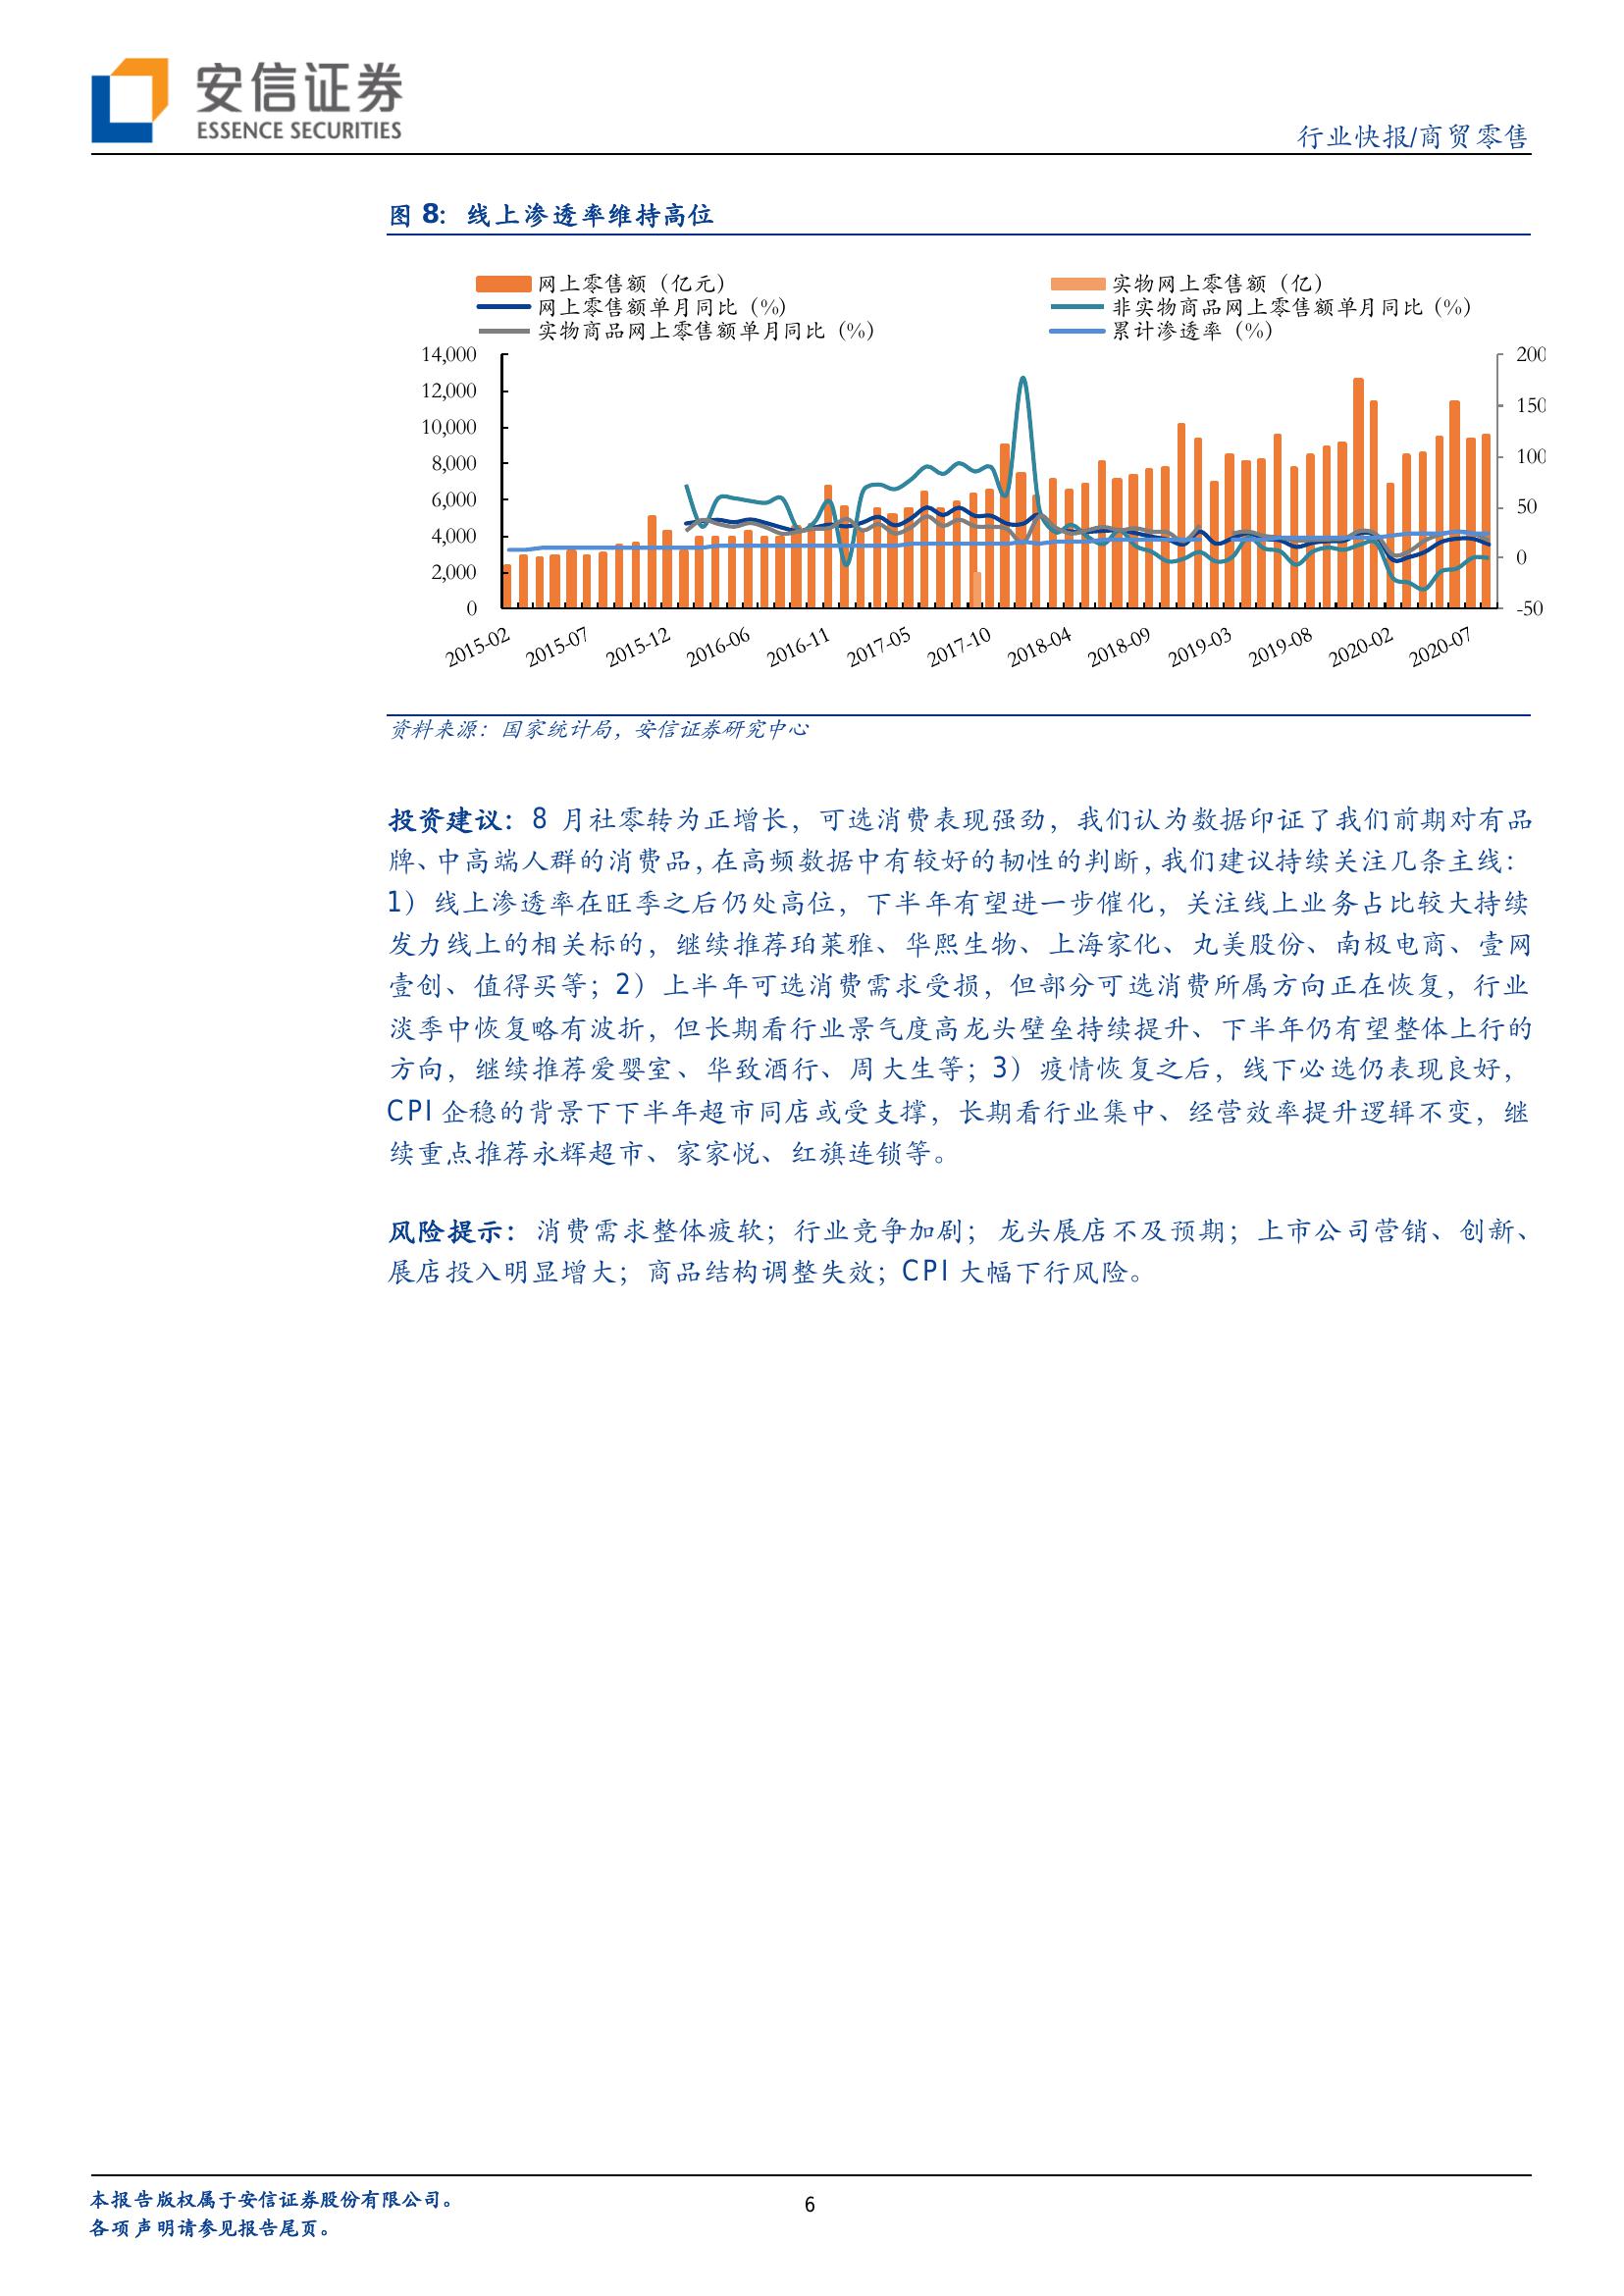 安信证券
ESSENCE SECURITIES
行业快报/商贸零售
图 8: 线上渗透率维持高位
网上零售额（亿元） 实物网上零售额（亿）
网上零售额单月同比（%） 非实物商品网上零售额单月同比（%）
实物商品网上零售额单月同比（%） 累计渗透率（%）
14,000 200
12,000 150
10,000 100
8,000
6,000 50
4,000 0
2,000
0 -50
2015-02 2015-07 2015-12 2016-06 2016-11 2017-05 2017-10 2018-04 2018-09 2019-03 2019-08 2020-02 2020-07
资料来源：国家统计局，安信证券研究中心
投资建议：8 月社零转为正增长，可选消费表现强劲，我们认为数据印证了我们前期对有品
牌、中高端人群的消费品，在高频数据中有较好的韧性的判断，我们建议持续关注几条主线：
1）线上渗透率在旺季之后仍处高位，下半年有望进一步催化，关注线上业务占比较大持续
发力线上的相关标的，继续推荐珀莱雅、华熙生物、上海家化、丸美股份、南极电商、壹网
壹创、值得买等；2）上半年可选消费需求受损，但部分可选消费所属方向正在恢复，行业
淡季中恢复略有波折，但长期看行业景气度高龙头壁垒持续提升、下半年仍有望整体上行的
方向，继续推荐爱婴室、华致酒行、周大生等；3）疫情恢复之后，线下必选仍表现良好，
CPI 企稳的背景下下半年超市同店或受支撑，长期看行业集中、经营效率提升逻辑不变，继
续重点推荐永辉超市、家家悦、红旗连锁等。
风险提示：消费需求整体疲软；行业竞争加剧；龙头展店不及预期；上市公司营销、创新、
展店投入明显增大；商品结构调整失效；CPI 大幅下行风险。
本报告版权属于安信证券股份有限公司。
各项声明请参见报告尾页。
6